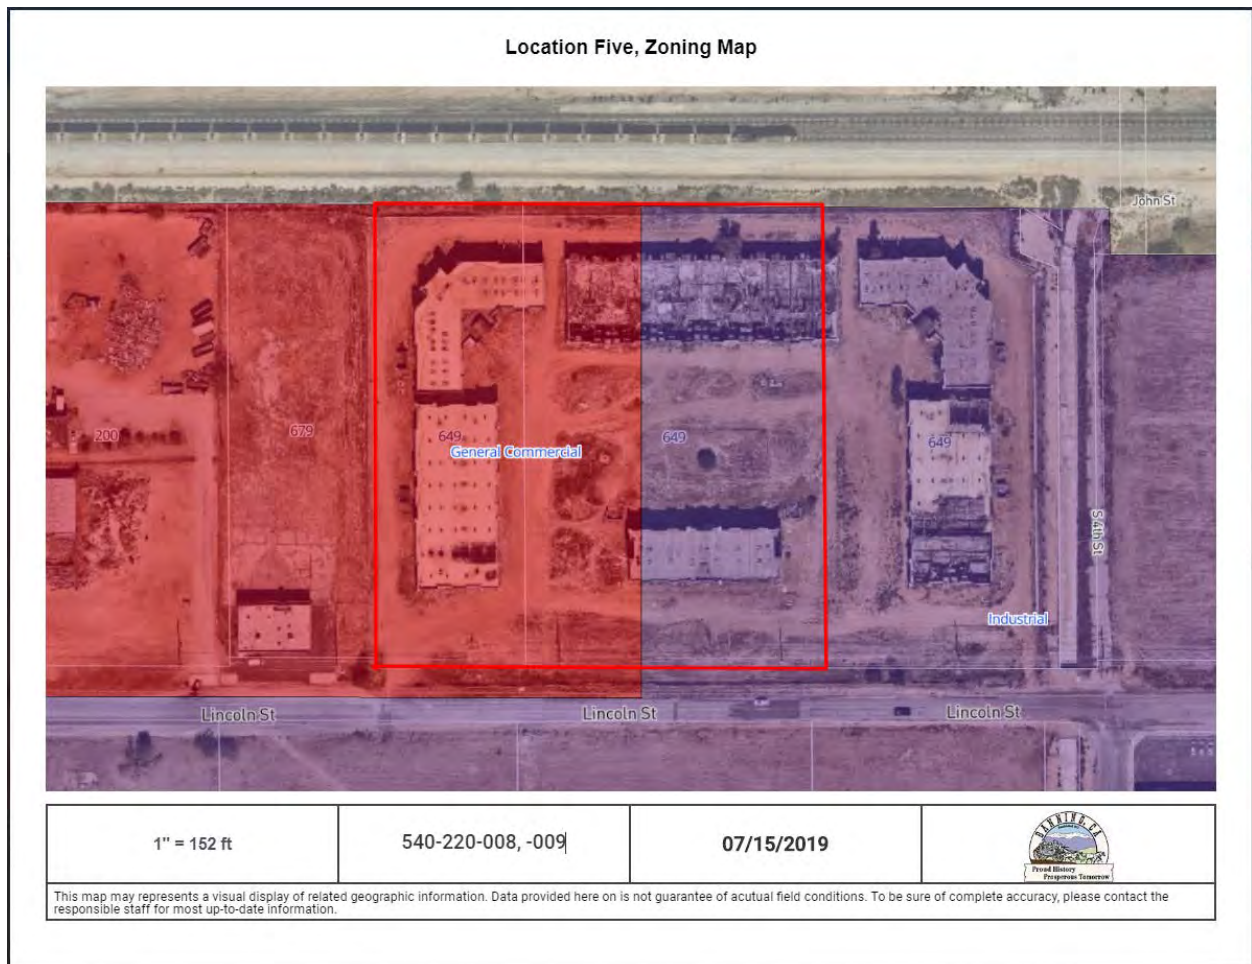 Location Five, Zoning Map
John St
200
679
649
General Commercial
649
649
S 4th St
Industrial
Lincoln St
Lincoln St
Lincoln St
1" = 152 ft
540-220-008, -009
07/15/2019
BANNING, CA
Proud History
Prosperous Tomorrow
This map may represents a visual display of related geographic information. Data provided here on is not guarantee of acutual field conditions. To be sure of complete accuracy, please contact the
responsible staff for most up-to-date information.